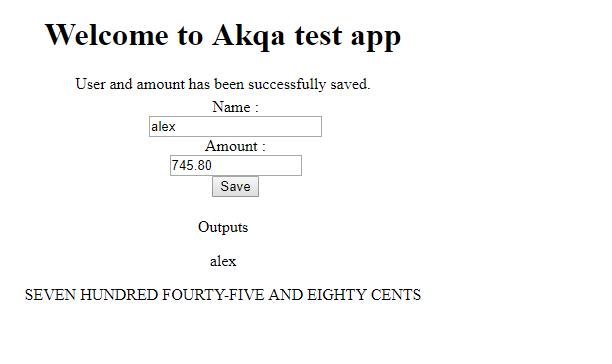 Welcome to Akqa test app
User and amount has been successfully saved.
Name :
alex
Amount :
745.80
Save
Outputs
alex
SEVEN HUNDRED FOURTY-FIVE AND EIGHTY CENTS